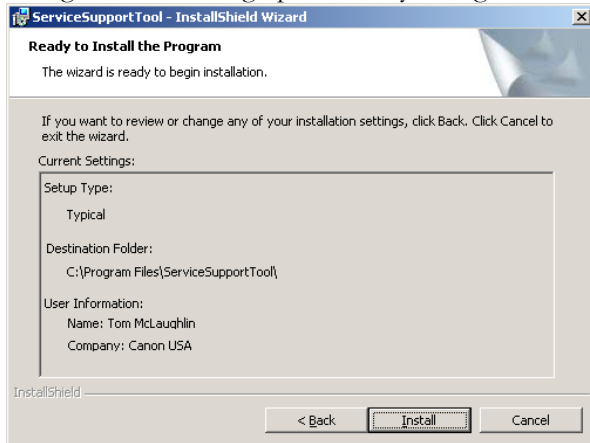 ServiceSupportTool - InstallShield Wizard
Ready to Install the Program
The wizard is ready to begin installation.
If you want to review or change any of your installation settings, click Back. Click Cancel to
exit the wizard.
Current Settings:
Setup Type:
Typical
Destination Folder:
C:\Program Files\ServiceSupportTool\
User Information:
Name: Tom McLaughlin
Company: Canon USA
InstallShield
< Back Install Cancel